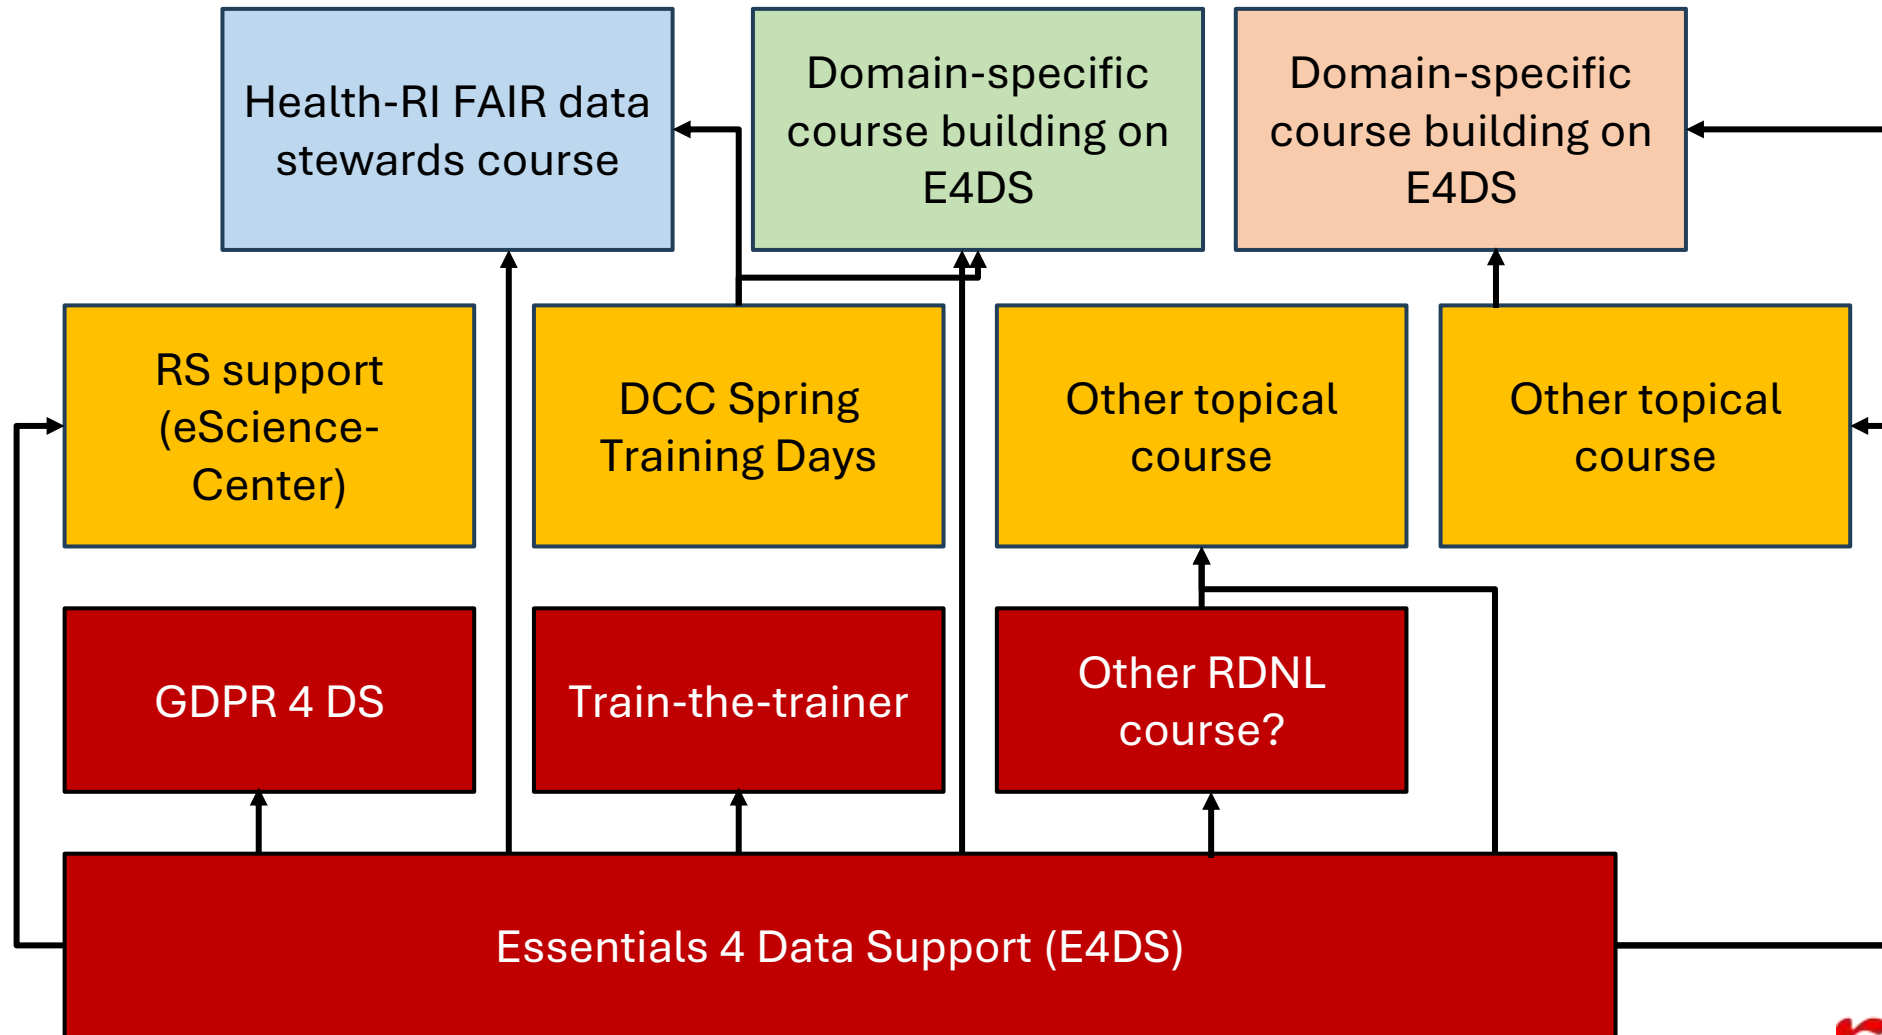 Health-RI FAIR data
stewards course
Domain-specific
course building on
E4DS
Domain-specific
course building on
E4DS
RS support
(eScience-
Center)
DCC Spring
Training Days
Other topical
course
Other topical
course
GDPR 4 DS
Train-the-trainer
Other RDNL
course?
Essentials 4 Data Support (E4DS)